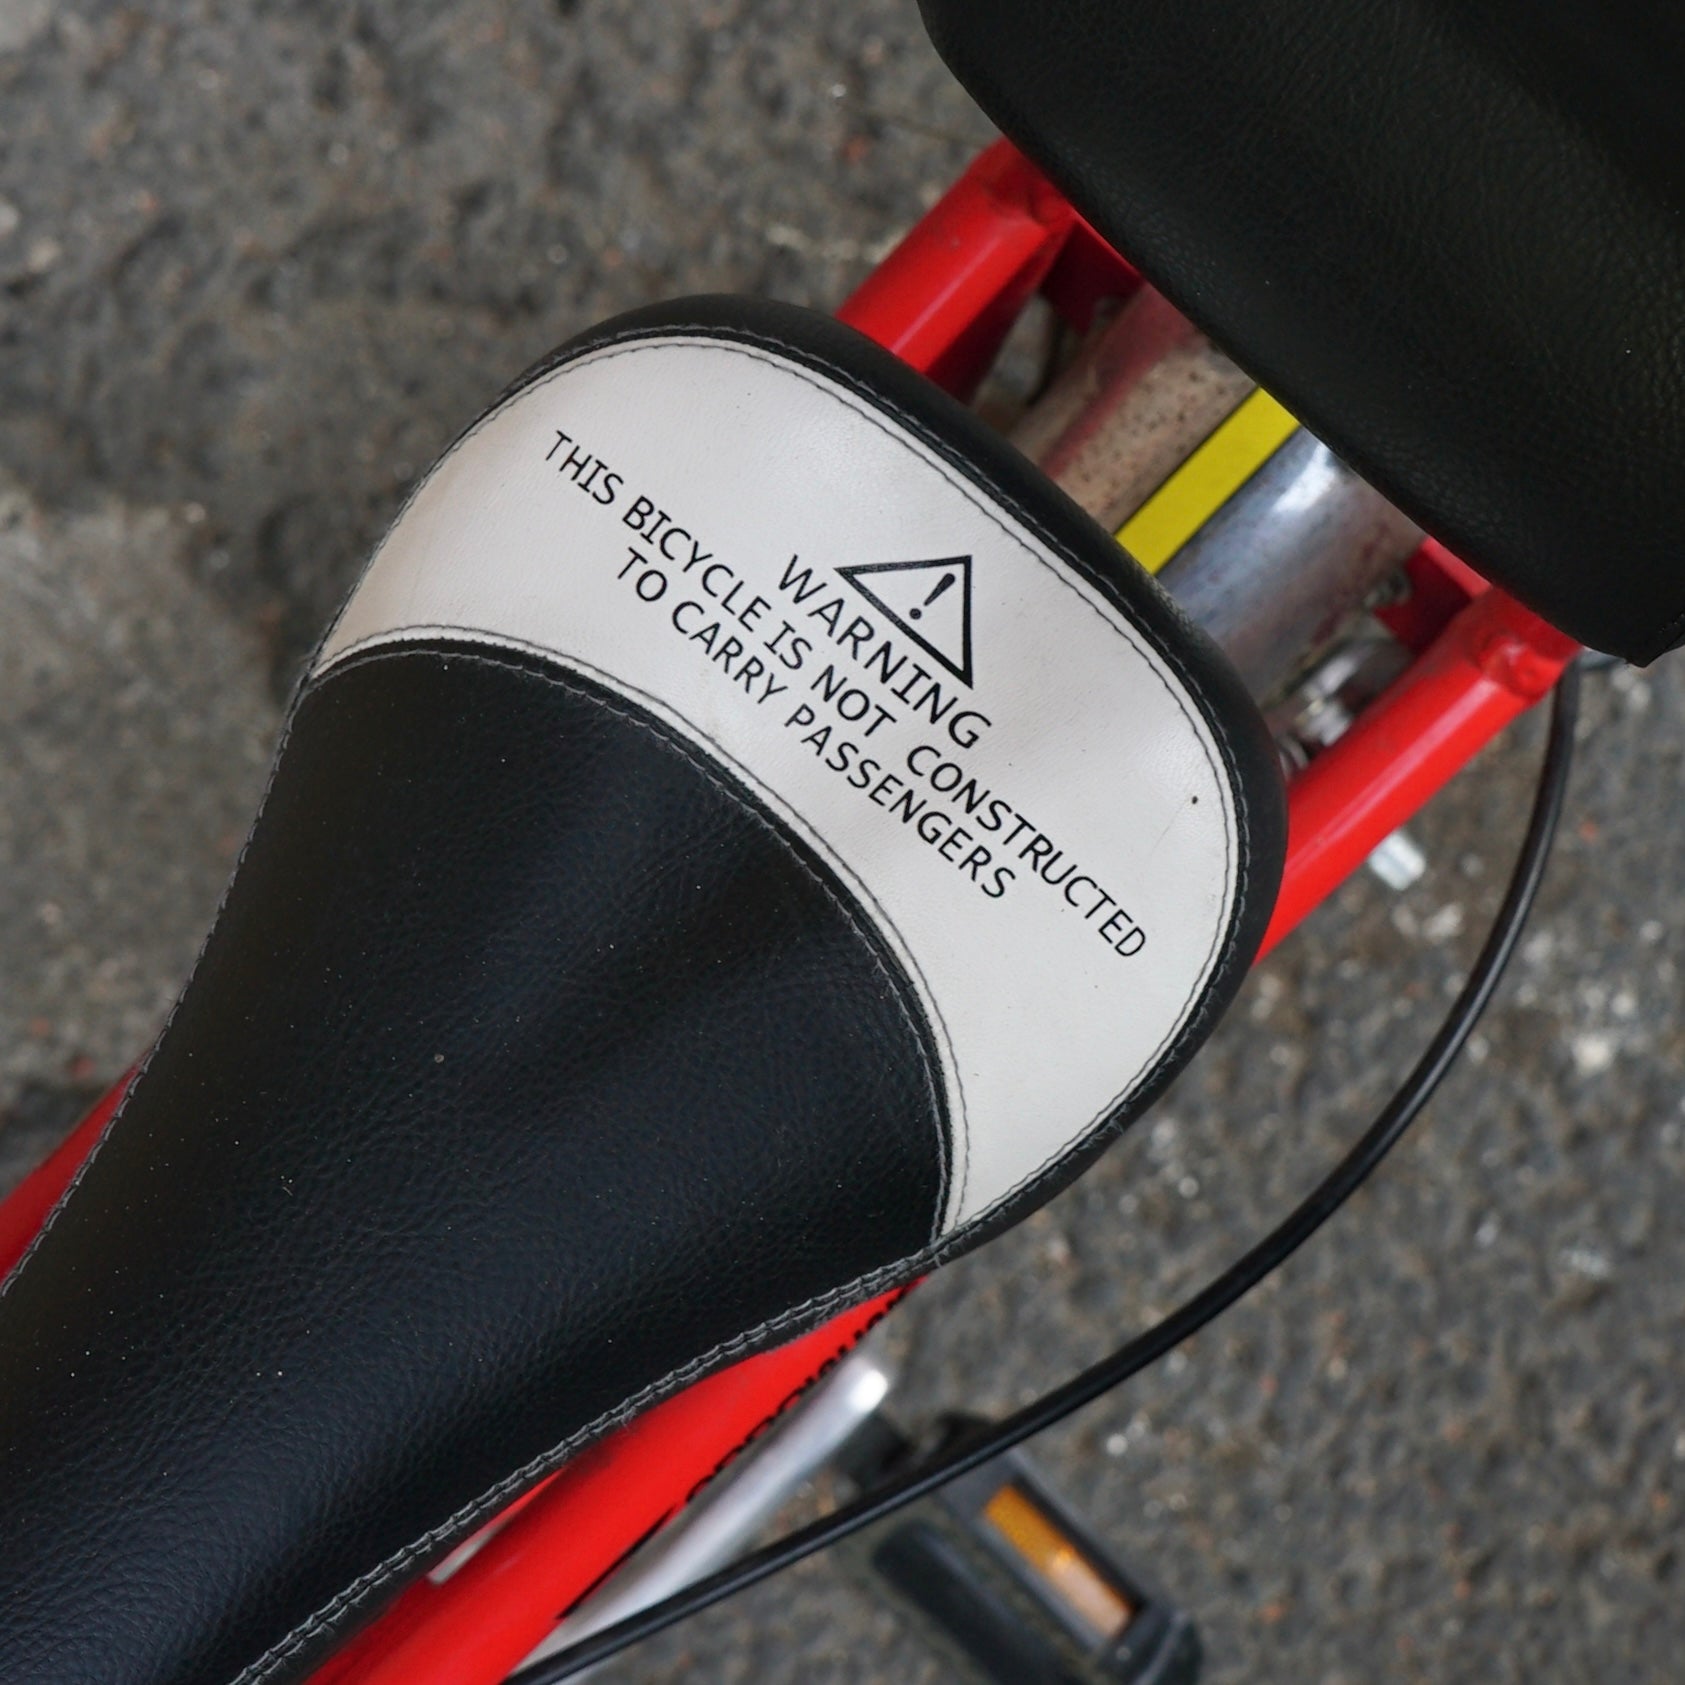 WARNING
THIS BICYCLE IS NOT CONSTRUCTED
TO CARRY PASSENGERS